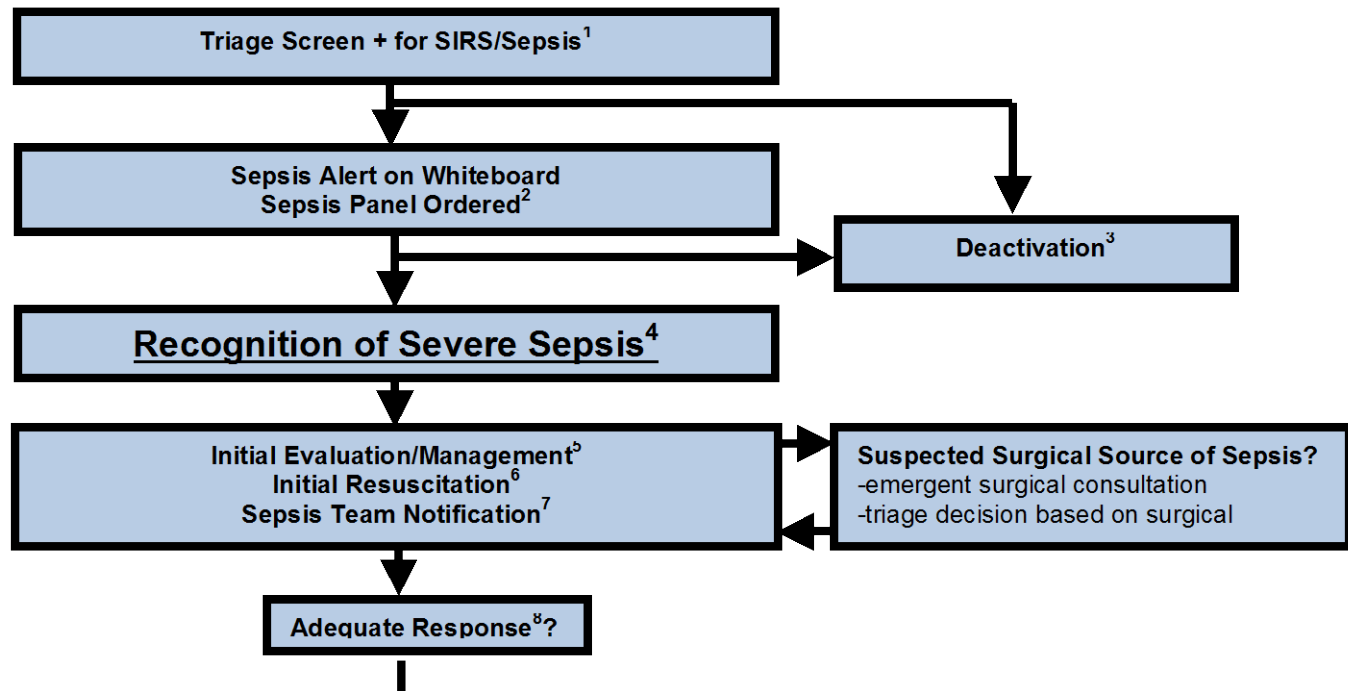 Triage Screen + for SIRS/Sepsis¹
Sepsis Alert on Whiteboard
Sepsis Panel Ordered²
Deactivation³
Recognition of Severe Sepsis⁴
Initial Evaluation/Management⁵
Initial Resuscitation⁶
Sepsis Team Notification⁷
Suspected Surgical Source of Sepsis?
-emergent surgical consultation
-triage decision based on surgical
Adequate Response⁸?